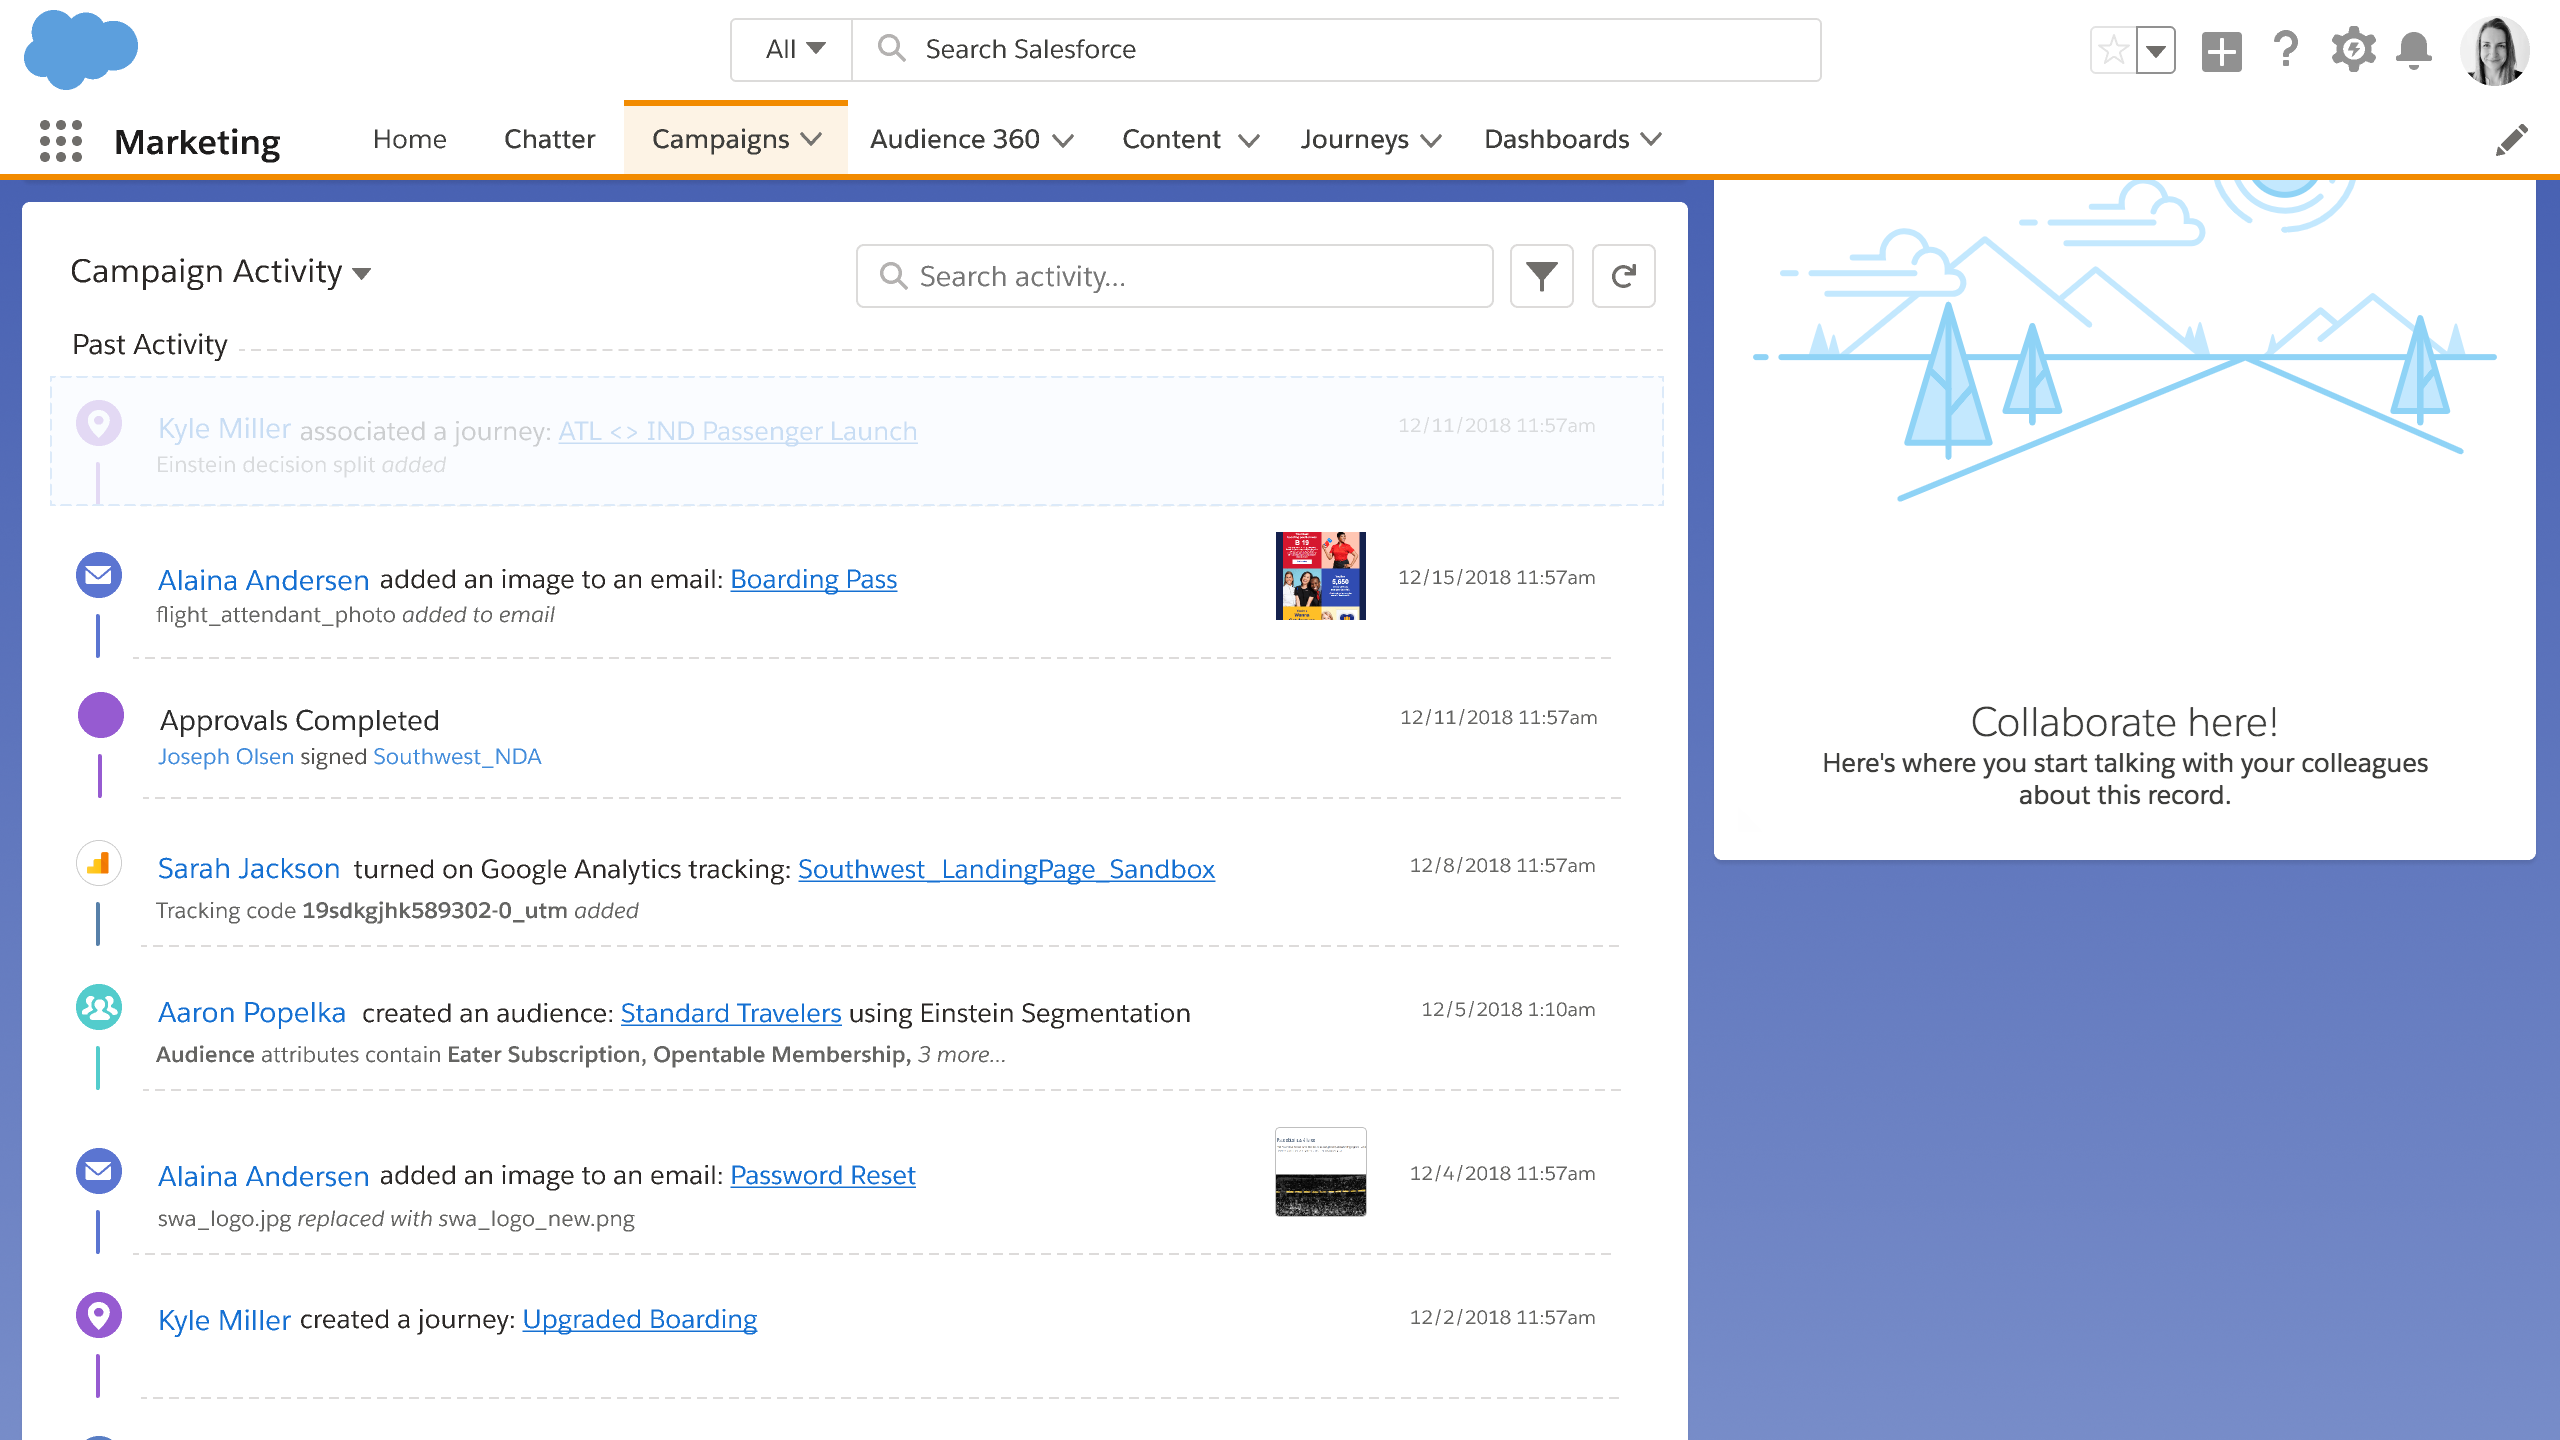 All
Search Salesforce
Marketing
Home
Chatter
Campaigns
Audience 360
Content
Journeys
Dashboards
Campaign Activity
Search activity...
Past Activity
Kyle Miller associated a journey: ATL <> IND Passenger Launch
12/11/2018 11:57am
Einstein decision split added
Alaina Andersen added an image to an email: Boarding Pass
12/15/2018 11:57am
flight_attendant_photo added to email
B 19
5,650
Approvals Completed
12/11/2018 11:57am
Joseph Olsen signed Southwest_NDA
Sarah Jackson turned on Google Analytics tracking: Southwest_LandingPage_Sandbox
12/8/2018 11:57am
Tracking code 19sdkgjhk589302-0_utm added
Aaron Popelka created an audience: Standard Travelers using Einstein Segmentation
12/5/2018 1:10am
Audience attributes contain Eater Subscription, Opentable Membership, 3 more...
Alaina Andersen added an image to an email: Password Reset
12/4/2018 11:57am
swa_logo.jpg replaced with swa_logo_new.png
Kyle Miller created a journey: Upgraded Boarding
12/2/2018 11:57am
Collaborate here!
Here's where you start talking with your colleagues
about this record.